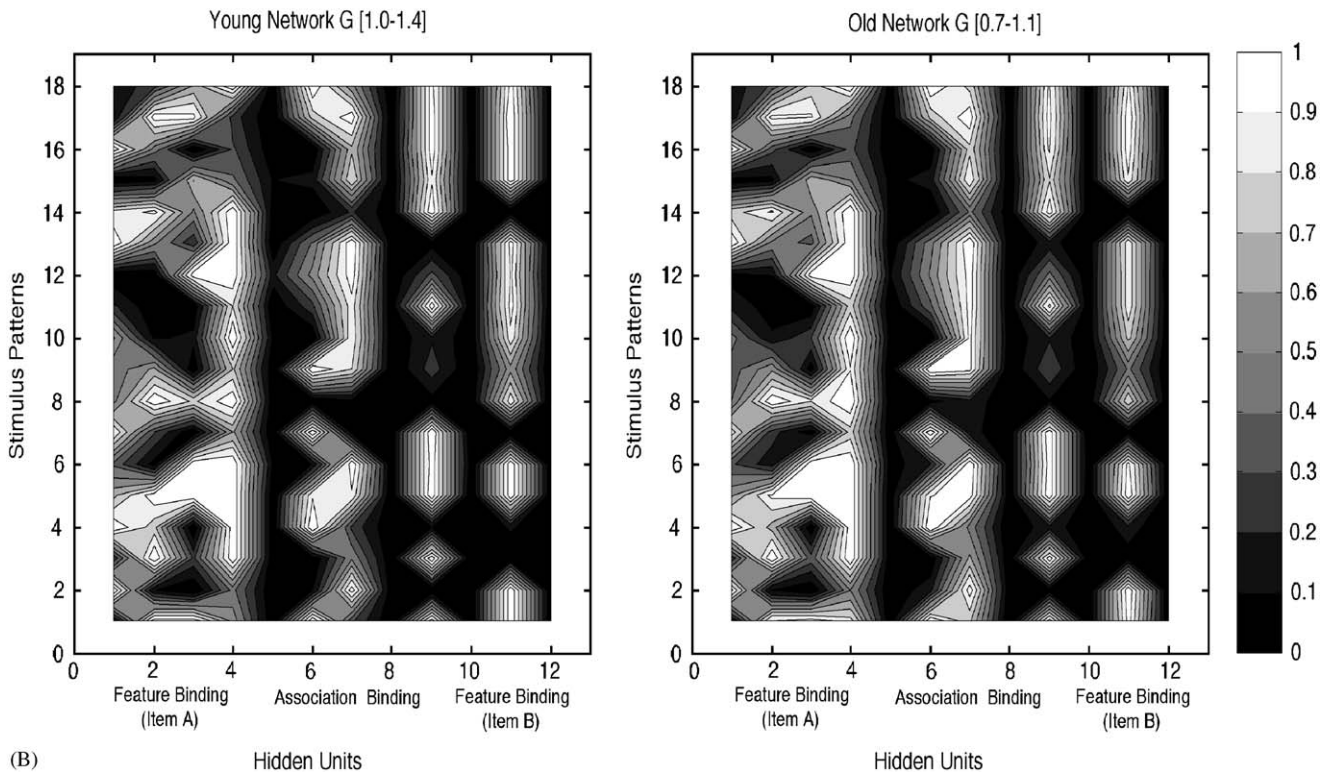 Young Network G [1.0-1.4]
Old Network G [0.7-1.1]
Stimulus Patterns
18
16
14
12
10
8
6
4
2
0
0 2 4 6 8 10 12
Feature Binding
(Item A)
Association Binding
Feature Binding
(Item B)
Hidden Units
Stimulus Patterns
18
16
14
12
10
8
6
4
2
0
0 2 4 6 8 10 12
Feature Binding
(Item A)
Association Binding
Feature Binding
(Item B)
Hidden Units
1
0.9
0.8
0.7
0.6
0.5
0.4
0.3
0.2
0.1
0
(B)